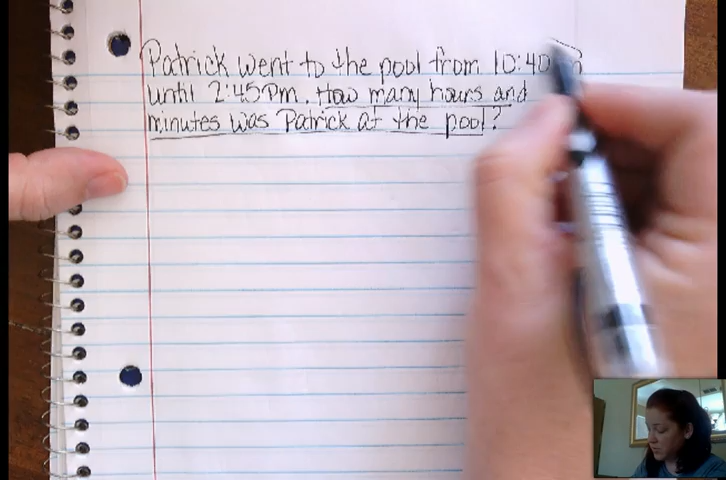 Patrick went to the pool from 10:40
until 2:45pm. How many hours and
minutes was Patrick at the pool?